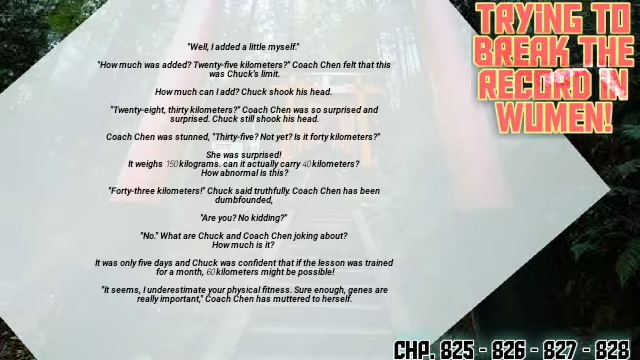 "Well, I added a little myself."
"How much was added? Twenty-five kilometers?" Coach Chen felt that this
was Chuck's limit.
How much can I add? Chuck shook his head.
"Twenty-eight, thirty kilometers?" Coach Chen was so surprised and
surprised. Chuck still shook his head.
Coach Chen was stunned, "Thirty-five? Not yet? Is it forty kilometers?"
She was surprised!
It weighs 150 kilograms. can it actually carry 40 kilometers?
How abnormal is this?
"Forty-three kilometers!" Chuck said truthfully. Coach Chen has been
dumbfounded,
"Are you? No kidding?"
"No." What are Chuck and Coach Chen joking about?
How much is it?
It was only five days and Chuck was confident that if the lesson was trained
for a month, 60 kilometers might be possible!
"It seems, I underestimate your physical fitness. Sure enough, genes are
really important," Coach Chen has muttered to herself.
TRYING TO
BREAK THE
RECORD IN
WUMEN!
CHP. 825 - 826 - 827 - 828